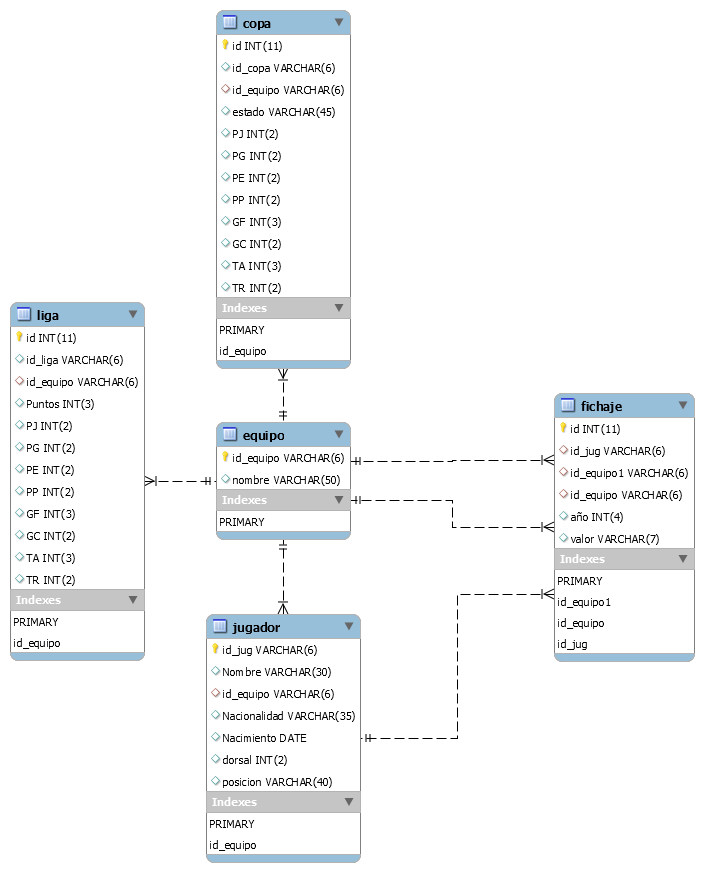 copa
id INT(11)
id_copa VARCHAR(6)
id_equipo VARCHAR(6)
estado VARCHAR(45)
PJ INT(2)
PG INT(2)
PE INT(2)
PP INT(2)
GF INT(3)
GC INT(2)
TA INT(3)
TR INT(2)
Indexes
PRIMARY
id_equipo
liga
id INT(11)
id_liga VARCHAR(6)
id_equipo VARCHAR(6)
Puntos INT(3)
PJ INT(2)
PG INT(2)
PE INT(2)
PP INT(2)
GF INT(3)
GC INT(2)
TA INT(3)
TR INT(2)
Indexes
PRIMARY
id_equipo
equipo
id_equipo VARCHAR(6)
nombre VARCHAR(50)
Indexes
PRIMARY
fichaje
id INT(11)
id_jug VARCHAR(6)
id_equipo1 VARCHAR(6)
id_equipo VARCHAR(6)
año INT(4)
valor VARCHAR(7)
Indexes
PRIMARY
id_equipo1
id_equipo
id_jug
jugador
id_jug VARCHAR(6)
Nombre VARCHAR(30)
id_equipo VARCHAR(6)
Nacionalidad VARCHAR(35)
Nacimiento DATE
dorsal INT(2)
posicion VARCHAR(40)
Indexes
PRIMARY
id_equipo